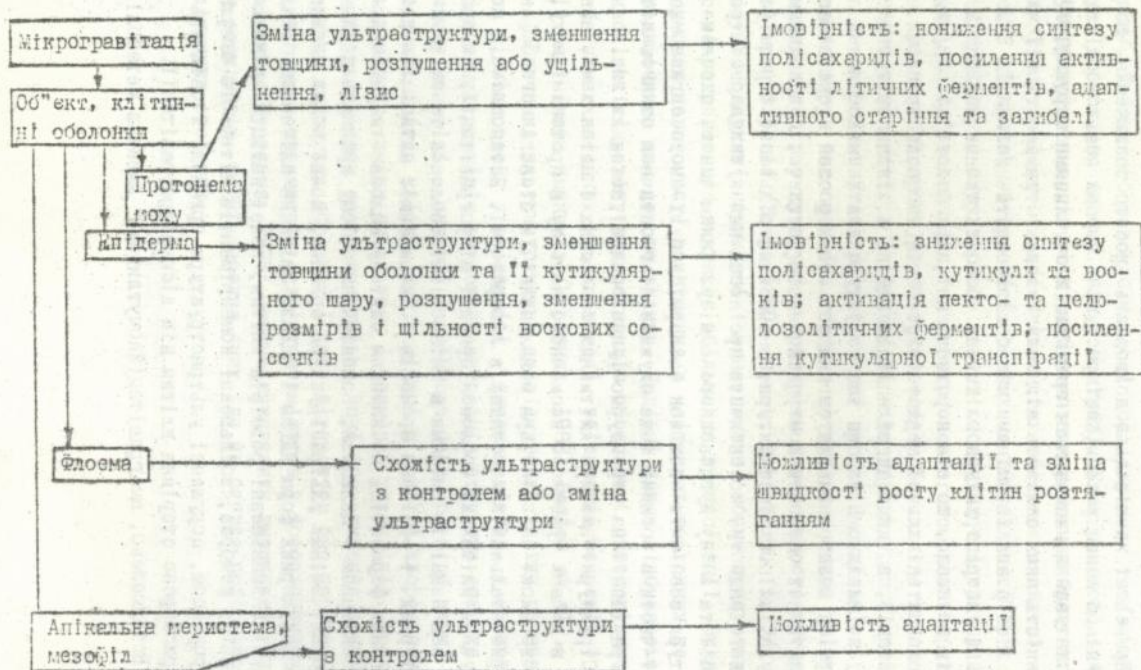 Мікрогравітація
Об"єкт, клітин-
ні оболонки
Протонема
моху
Зміна ультраструктури, зменшення
товщини, розпушення або ущіль-
нення, лізис
Імовірність: пониження синтезу
полісахаридів, посилення актив-
ності літичних ферментів, адап-
тивного старіння та загибелі
Епідерма
Зміна ультраструктури, зменшення
товщини оболонки та її кутикуляр-
ного шару, розпушення, зменшення
розмірів і щільності воскових со-
сочків
Імовірність: зниження синтезу
полісахаридів, кутикули та вос-
ків; активація пекто- та целю-
лозолітичних ферментів; посилен-
ня кутикулярної транспірації
Флоема
Схожість ультраструктури
з контролем або зміна
ультраструктури
Можливість адаптації та зміна
швидкості росту клітин розтя-
ганням
Апікальна меристема,
мезофіл
Схожість ультраструктури
з контролем
Можливість адаптації